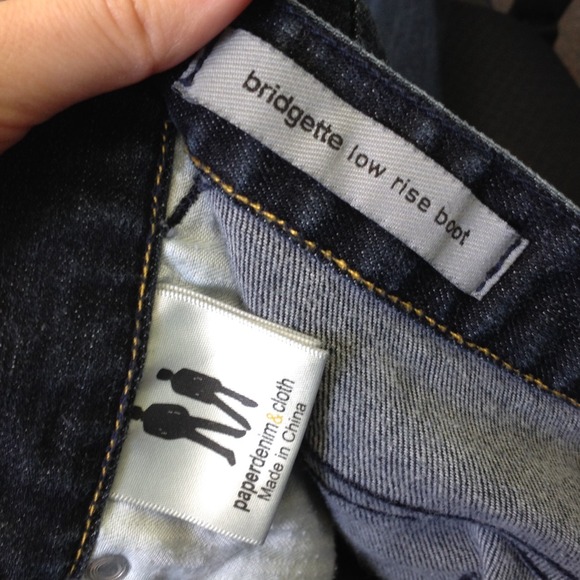 bridgette low rise boot
paperdenim&cloth
Made in China